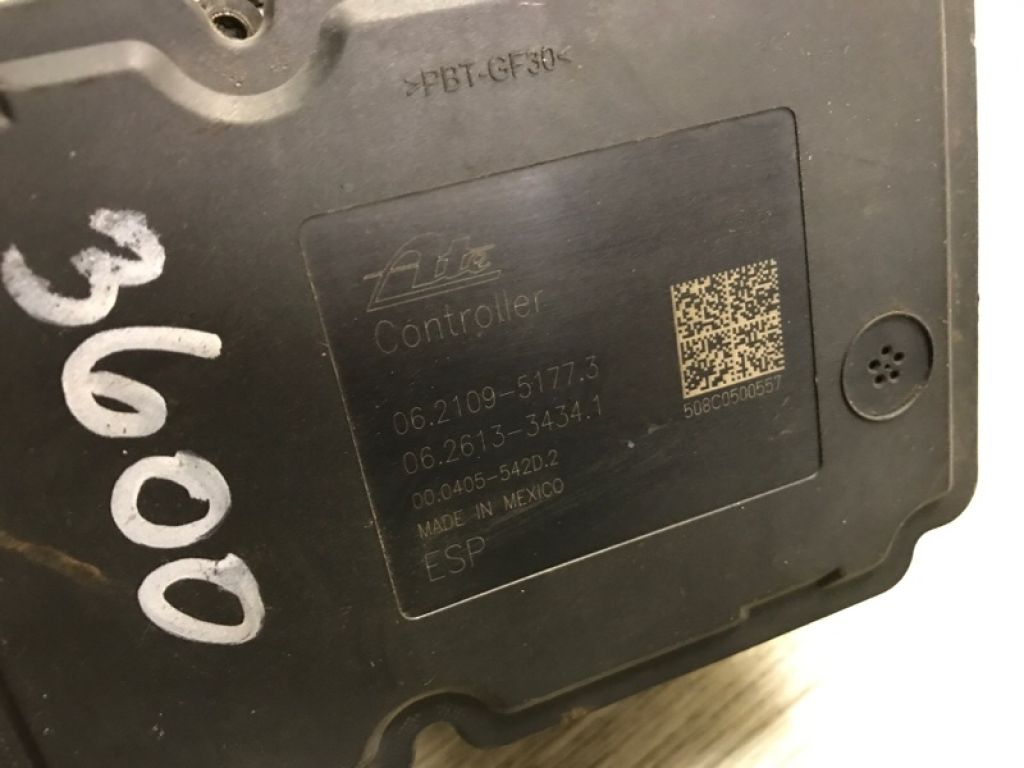 >PBT-GF30<
3600
Ate
Controller
06.2109-5177.3
06.2613-3434.1
00.0405-542D.2
MADE IN MEXICO
ESP
508C0500557